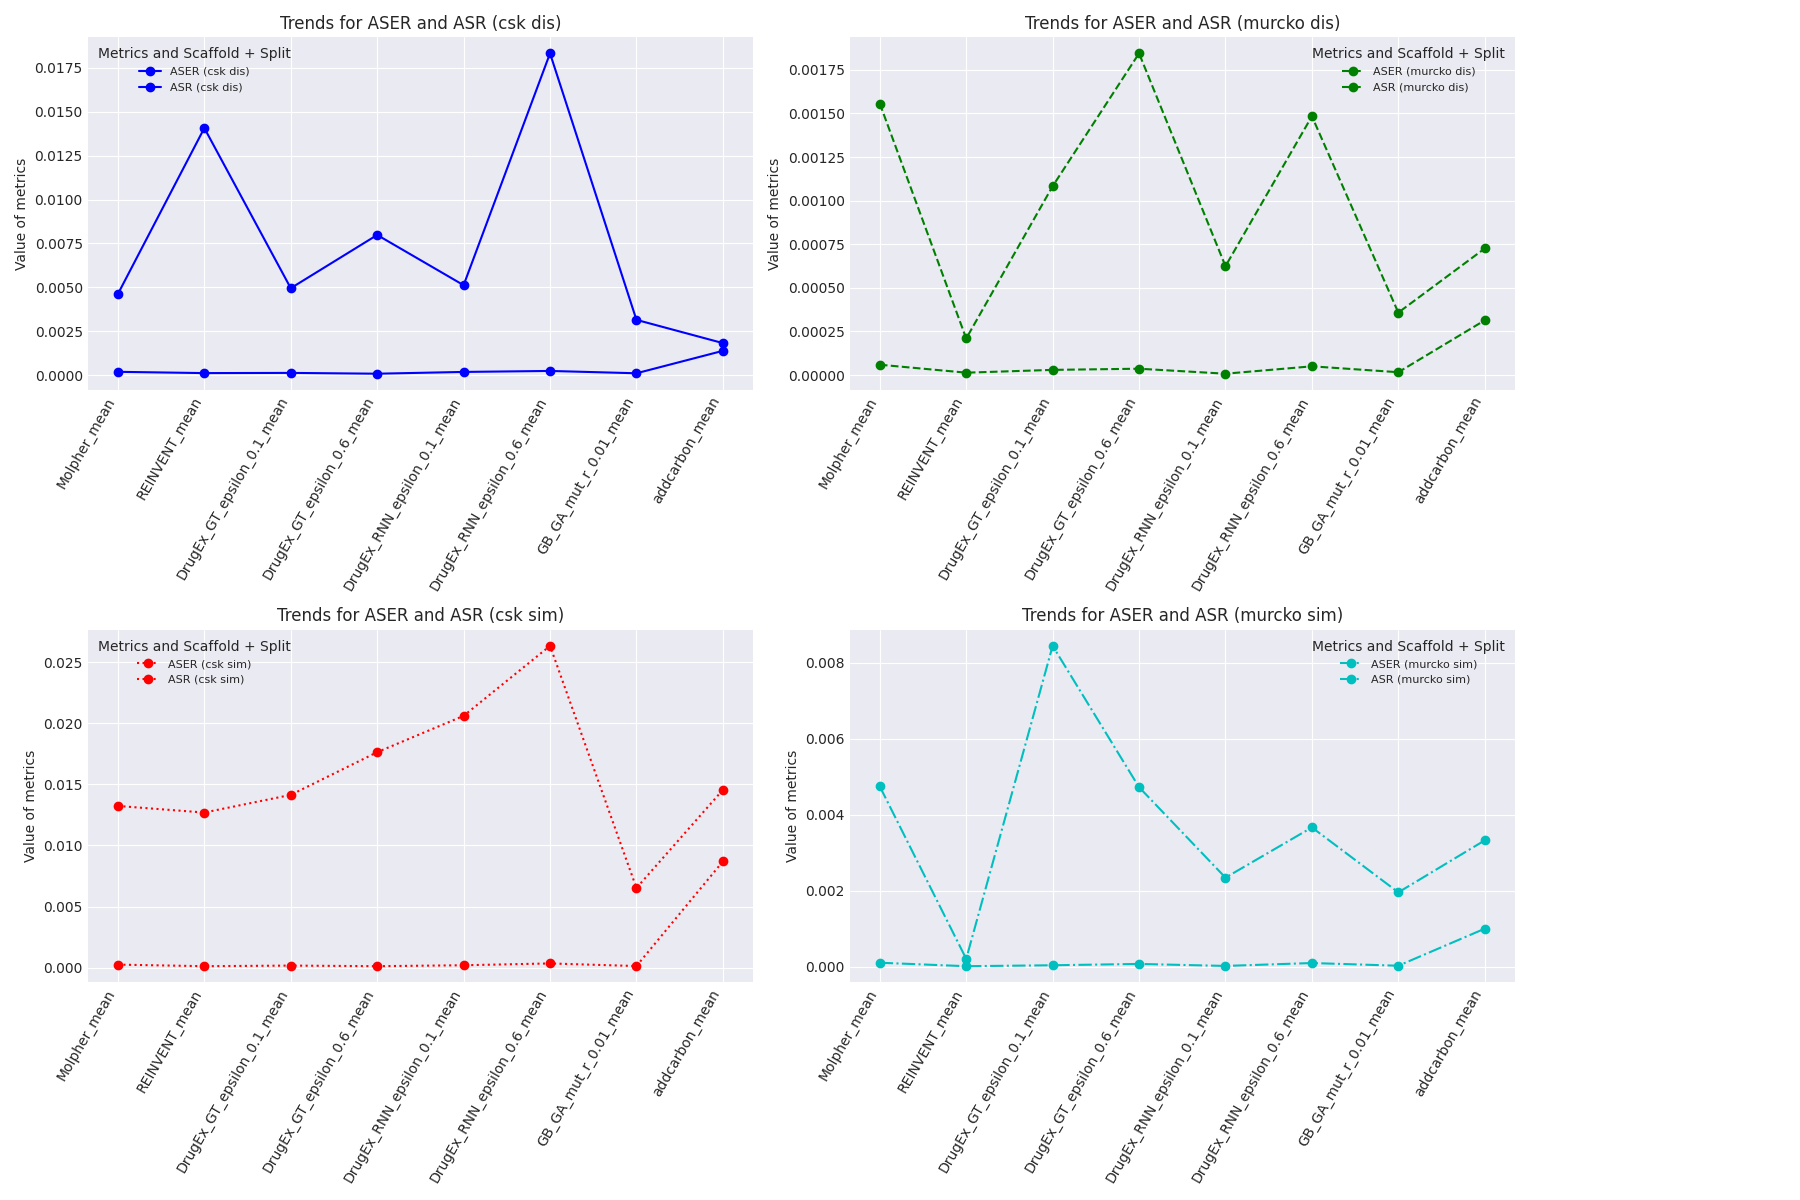 Trends for ASER and ASR (csk dis)
Metrics and Scaffold + Split
ASER (csk dis)
ASR (csk dis)
Value of metrics
0.0175
0.0150
0.0125
0.0100
0.0075
0.0050
0.0025
0.0000
Molpher_mean
REINVENT_mean
DrugEx_GT_epsilon_0.1_mean
DrugEx_GT_epsilon_0.6_mean
DrugEx_RNN_epsilon_0.1_mean
DrugEx_RNN_epsilon_0.6_mean
GB_GA_mut_r_0.01_mean
addcarbon_mean
Trends for ASER and ASR (murcko dis)
Metrics and Scaffold + Split
ASER (murcko dis)
ASR (murcko dis)
Value of metrics
0.00175
0.00150
0.00125
0.00100
0.00075
0.00050
0.00025
0.00000
Molpher_mean
REINVENT_mean
DrugEx_GT_epsilon_0.1_mean
DrugEx_GT_epsilon_0.6_mean
DrugEx_RNN_epsilon_0.1_mean
DrugEx_RNN_epsilon_0.6_mean
GB_GA_mut_r_0.01_mean
addcarbon_mean
Trends for ASER and ASR (csk sim)
Metrics and Scaffold + Split
ASER (csk sim)
ASR (csk sim)
Value of metrics
0.025
0.020
0.015
0.010
0.005
0.000
Molpher_mean
REINVENT_mean
DrugEx_GT_epsilon_0.1_mean
DrugEx_GT_epsilon_0.6_mean
DrugEx_RNN_epsilon_0.1_mean
DrugEx_RNN_epsilon_0.6_mean
GB_GA_mut_r_0.01_mean
addcarbon_mean
Trends for ASER and ASR (murcko sim)
Metrics and Scaffold + Split
ASER (murcko sim)
ASR (murcko sim)
Value of metrics
0.008
0.006
0.004
0.002
0.000
Molpher_mean
REINVENT_mean
DrugEx_GT_epsilon_0.1_mean
DrugEx_GT_epsilon_0.6_mean
DrugEx_RNN_epsilon_0.1_mean
DrugEx_RNN_epsilon_0.6_mean
GB_GA_mut_r_0.01_mean
addcarbon_mean